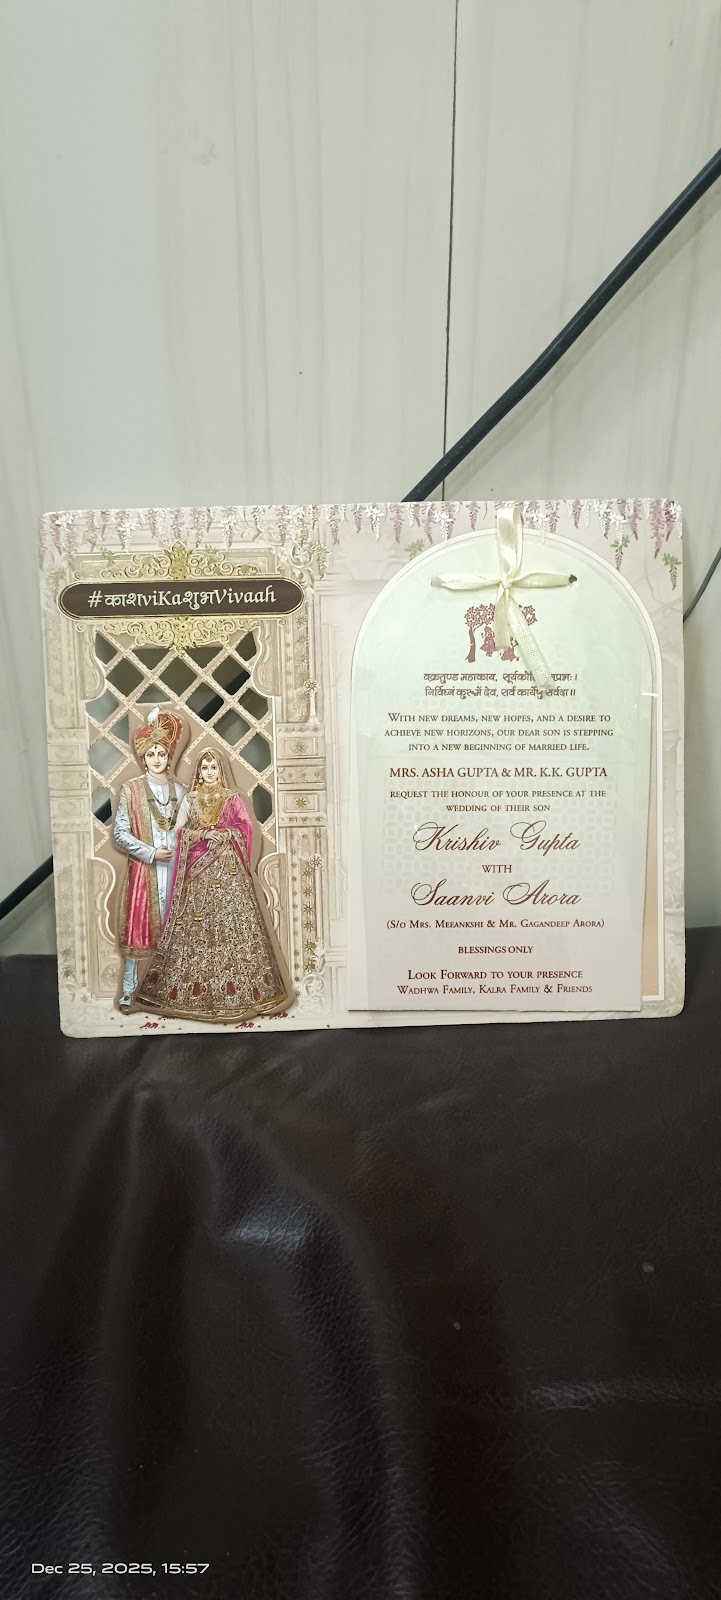 #काशviKaशुभVivaah
वक्रतुण्ड महाकाय, सूर्यकोटि
निर्विघ्नं कुरूमें देव, सर्व कार्येषु सर्वदा॥
With new dreams, new hopes, and a desire to
achieve new horizons, our dear son is stepping
into a new beginning of married life.
MRS. ASHA GUPTA & MR. K.K. GUPTA
request the honour of your presence at the
wedding of their son
Krishiv Gupta
with
Saanvi Arora
(S/o Mrs. Meeankshi & Mr. Gagandeep Arora)
BLESSINGS ONLY
Look Forward to your presence
Wadhwa Family, Kalra Family & Friends
Dec 25, 2025, 15:57